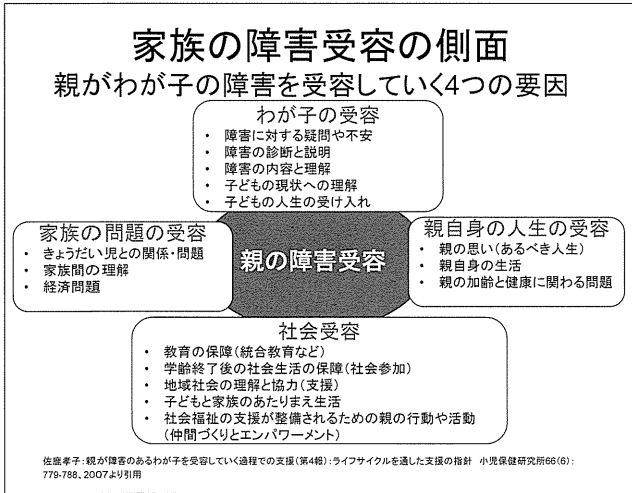 家族の障害受容の側面
親がわが子の障害を受容していく4つの要因
わが子の受容
・ 障害に対する疑問や不安
・ 障害の診断と説明
・ 障害の内容と理解
・ 子どもの現状への理解
・ 子どもの人生の受け入れ
家族の問題の受容
・ きょうだい児との関係・問題
・ 家族間の理解
・ 経済問題
親の障害受容
親自身の人生の受容
・ 親の思い(あるべき人生)
・ 親自身の生活
・ 親の加齢と健康に関わる問題
社会受容
・ 教育の保障(統合教育など)
・ 学齢終了後の社会生活の保障(社会参加)
・ 地域社会の理解と協力(支援)
・ 子どもと家族のあたりまえ生活
・ 社会福祉の支援が整備されるための親の行動や活動
(仲間づくりとエンパワーメント)
佐鹿孝子:親が障害のあるわが子を受容していく過程での支援(第4報):ライフサイクルを通した支援の指針 小児保健研究所66(6):
779-788、2007より引用